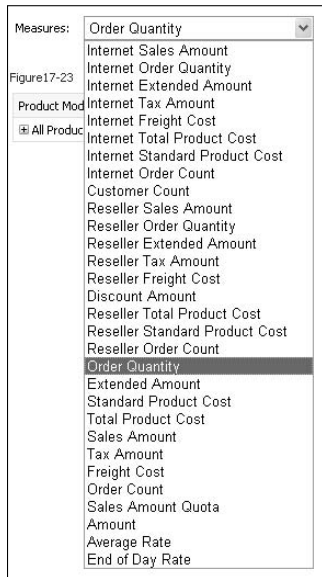 Measures: Order Quantity
Internet Sales Amount
Internet Order Quantity
Figure17-23
Internet Extended Amount
Internet Tax Amount
Product Mod
Internet Freight Cost
All Produc
Internet Total Product Cost
Internet Standard Product Cost
Internet Order Count
Customer Count
Reseller Sales Amount
Reseller Order Quantity
Reseller Extended Amount
Reseller Tax Amount
Reseller Freight Cost
Discount Amount
Reseller Total Product Cost
Reseller Standard Product Cost
Reseller Order Count
Order Quantity
Extended Amount
Standard Product Cost
Total Product Cost
Sales Amount
Tax Amount
Freight Cost
Order Count
Sales Amount Quota
Amount
Average Rate
End of Day Rate